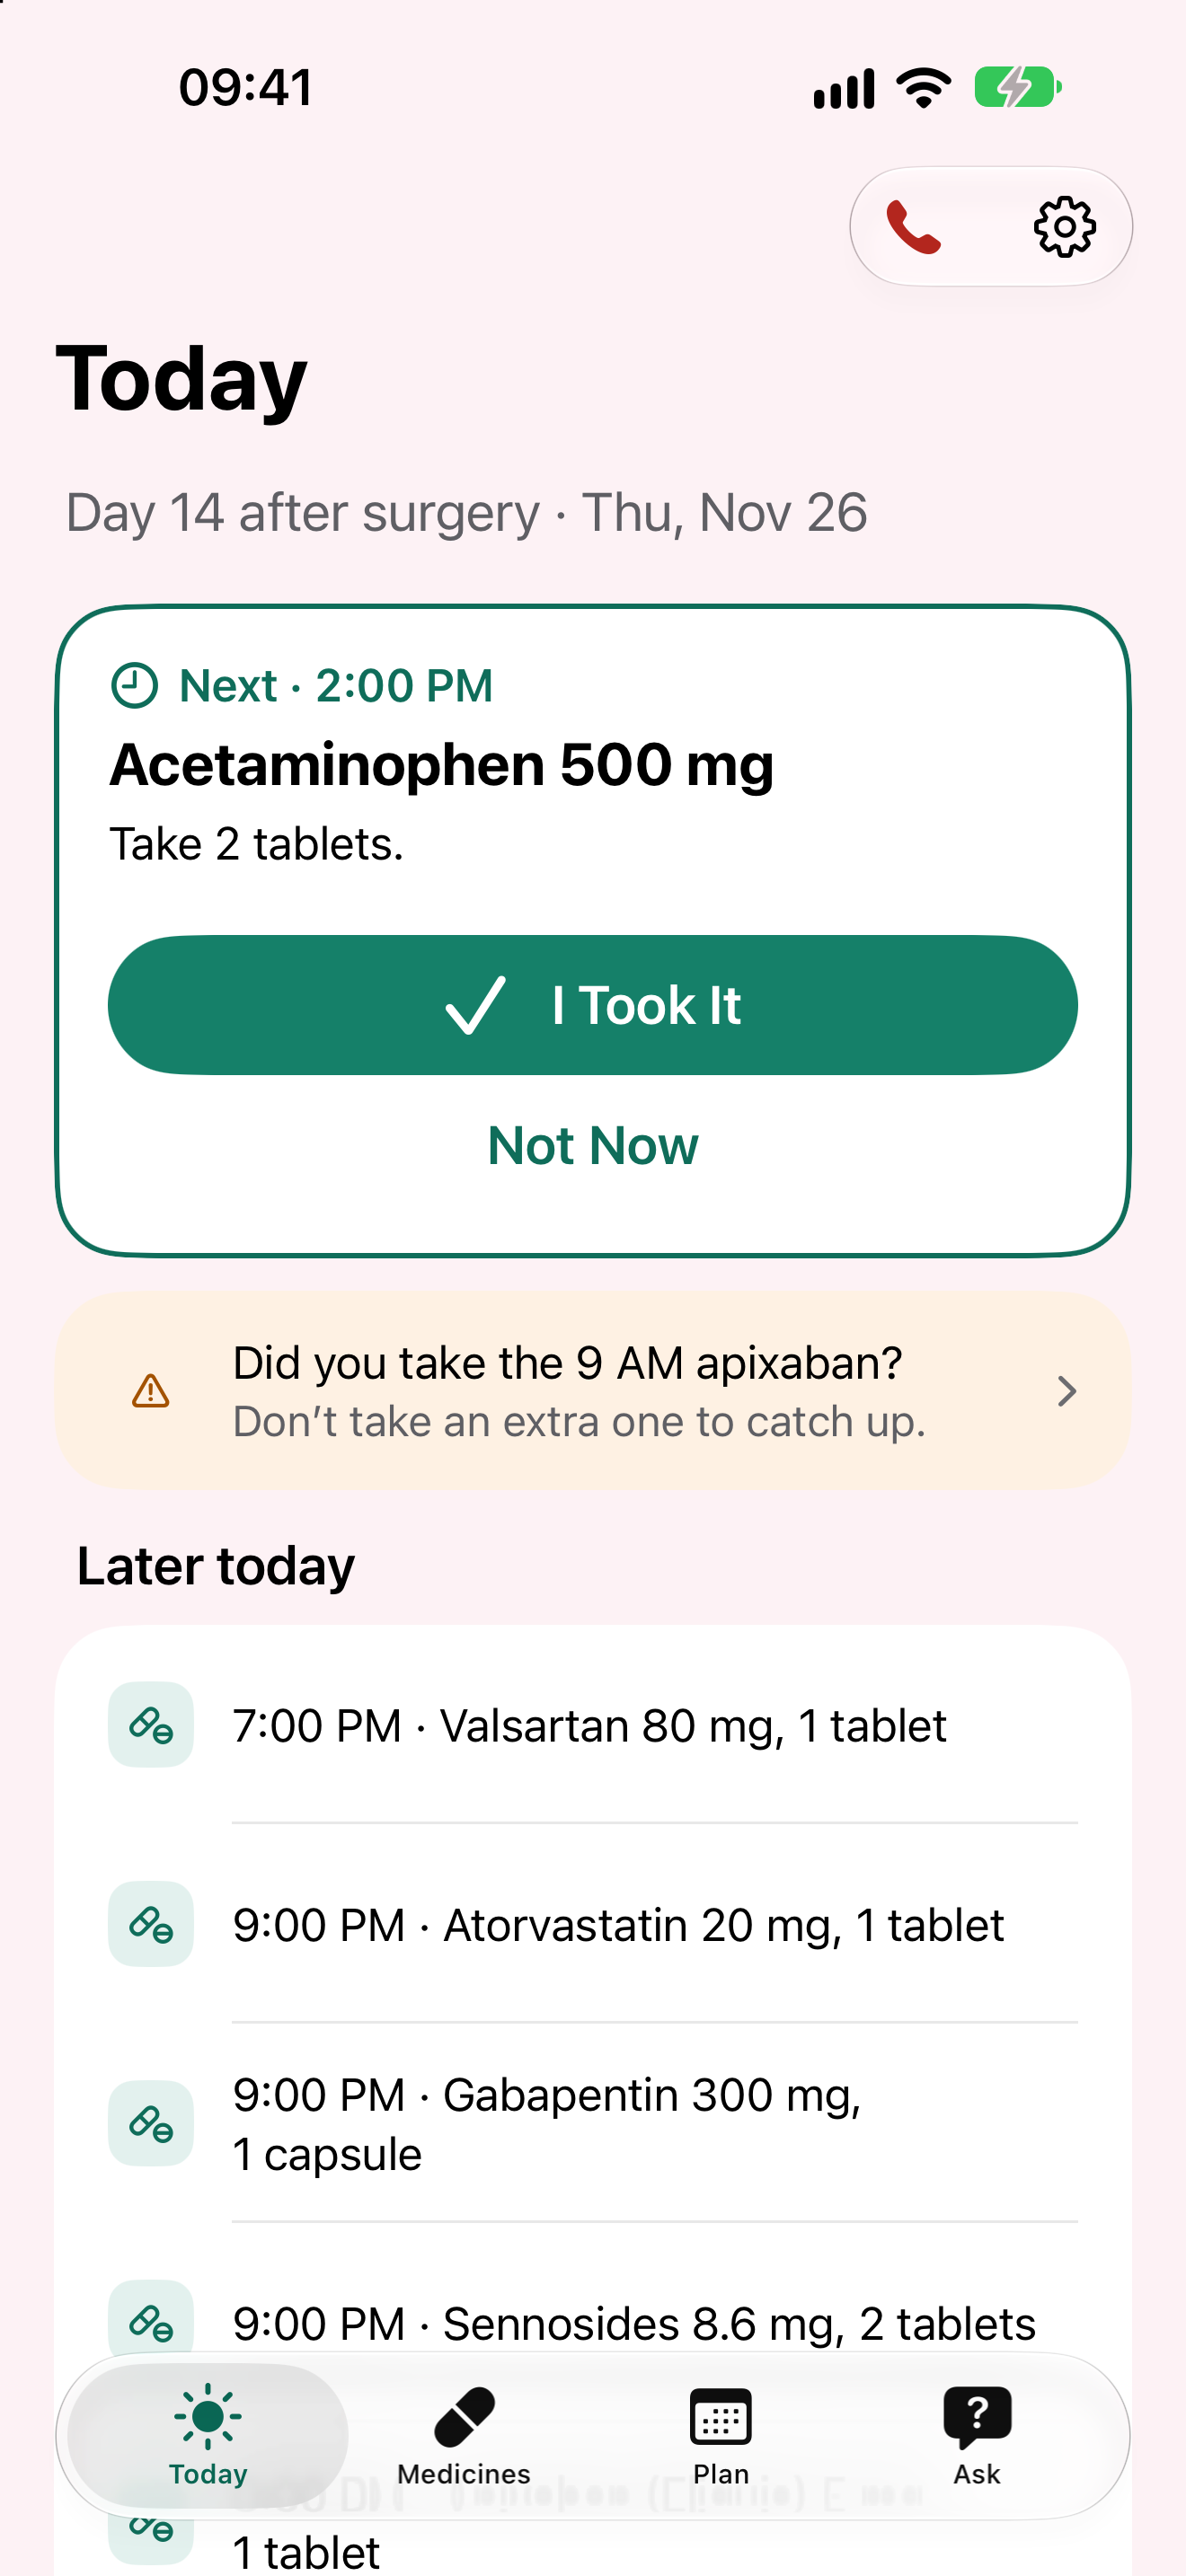 09:41
Today
Day 14 after surgery · Thu, Nov 26
Next · 2:00 PM
Acetaminophen 500 mg
Take 2 tablets.
I Took It
Not Now
Did you take the 9 AM apixaban?
Don’t take an extra one to catch up.
Later today
7:00 PM · Valsartan 80 mg, 1 tablet
9:00 PM · Atorvastatin 20 mg, 1 tablet
9:00 PM · Gabapentin 300 mg,
1 capsule
9:00 PM · Sennosides 8.6 mg, 2 tablets
1 tablet
Today
Medicines
Plan
Ask